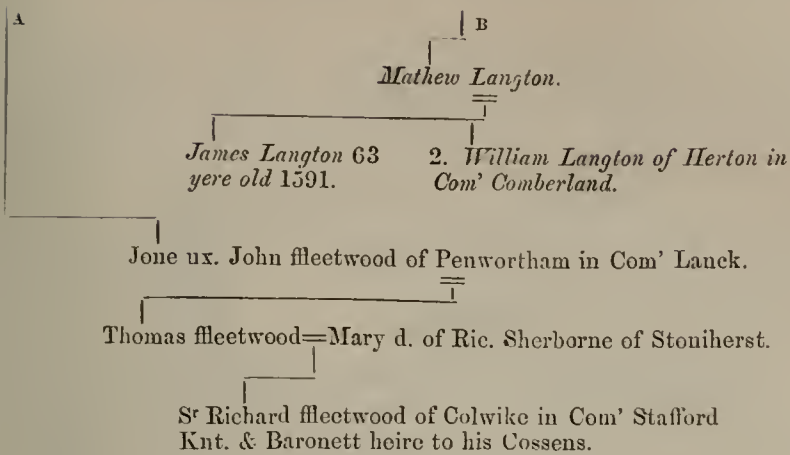 A
B
Mathew Langton.
James Langton 63
yere old 1591.
2. William Langton of Herton in
Com' Comberland.
Jone ux. John ffleetwood of Penwortham in Com' Lanck.
Thomas ffleetwood=Mary d. of Ric. Sherborne of Stoniherst.
Sr Richard ffleetwood of Colwike in Com' Stafford
Knt. & Baronett heire to his Cossens.